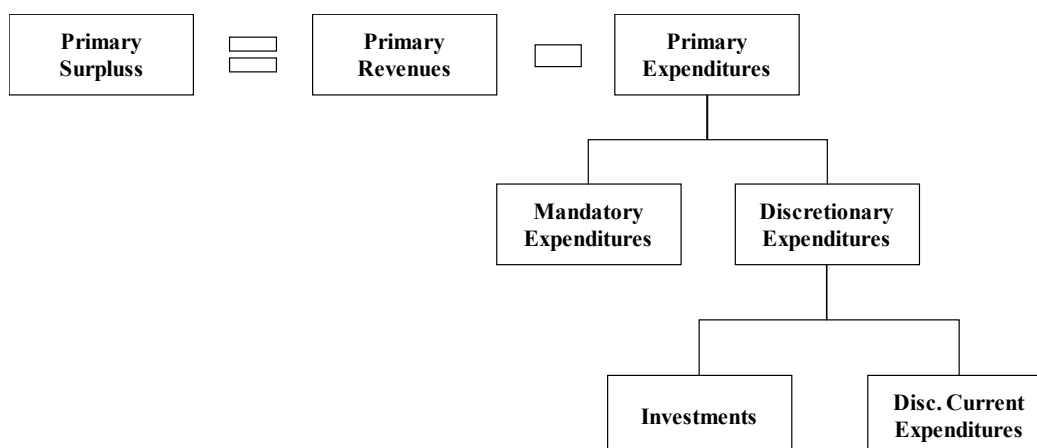 Primary
Surpluss
Primary
Revenues
Primary
Expenditures
Mandatory
Expenditures
Discretionary
Expenditures
Investments
Disc. Current
Expenditures